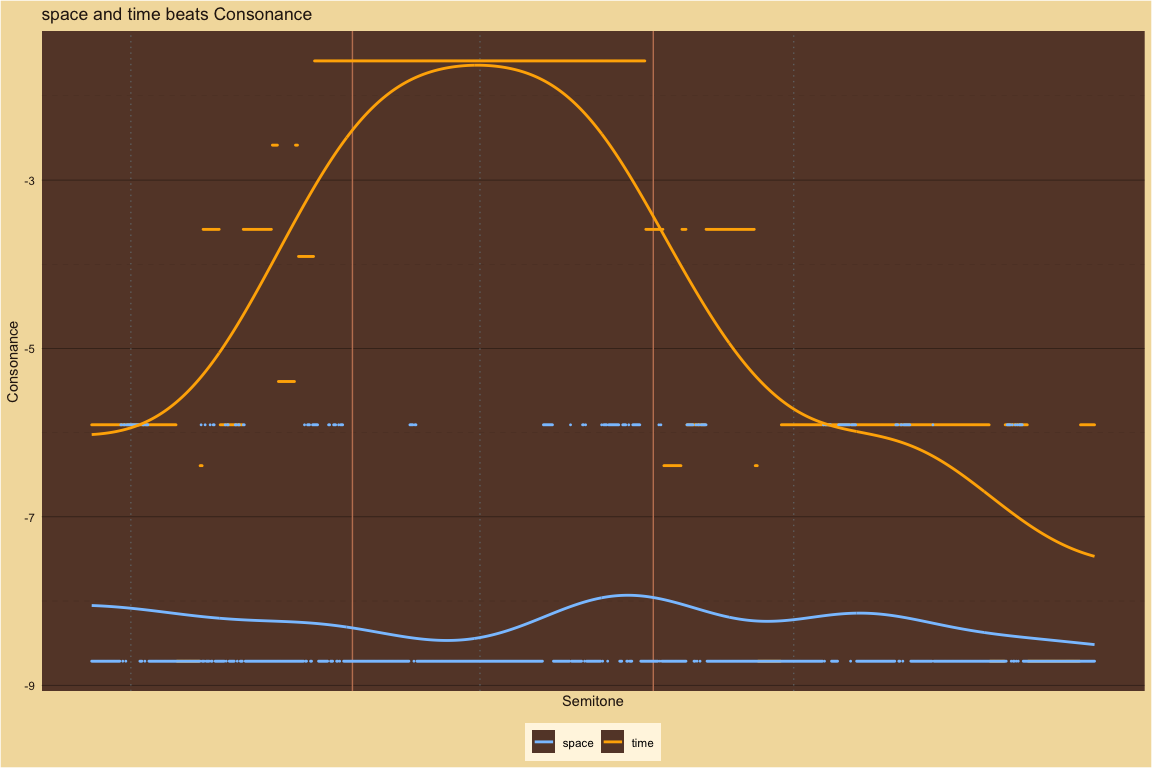 space and time beats Consonance
Consonance
-3
-5
-7
-9
Semitone
space time